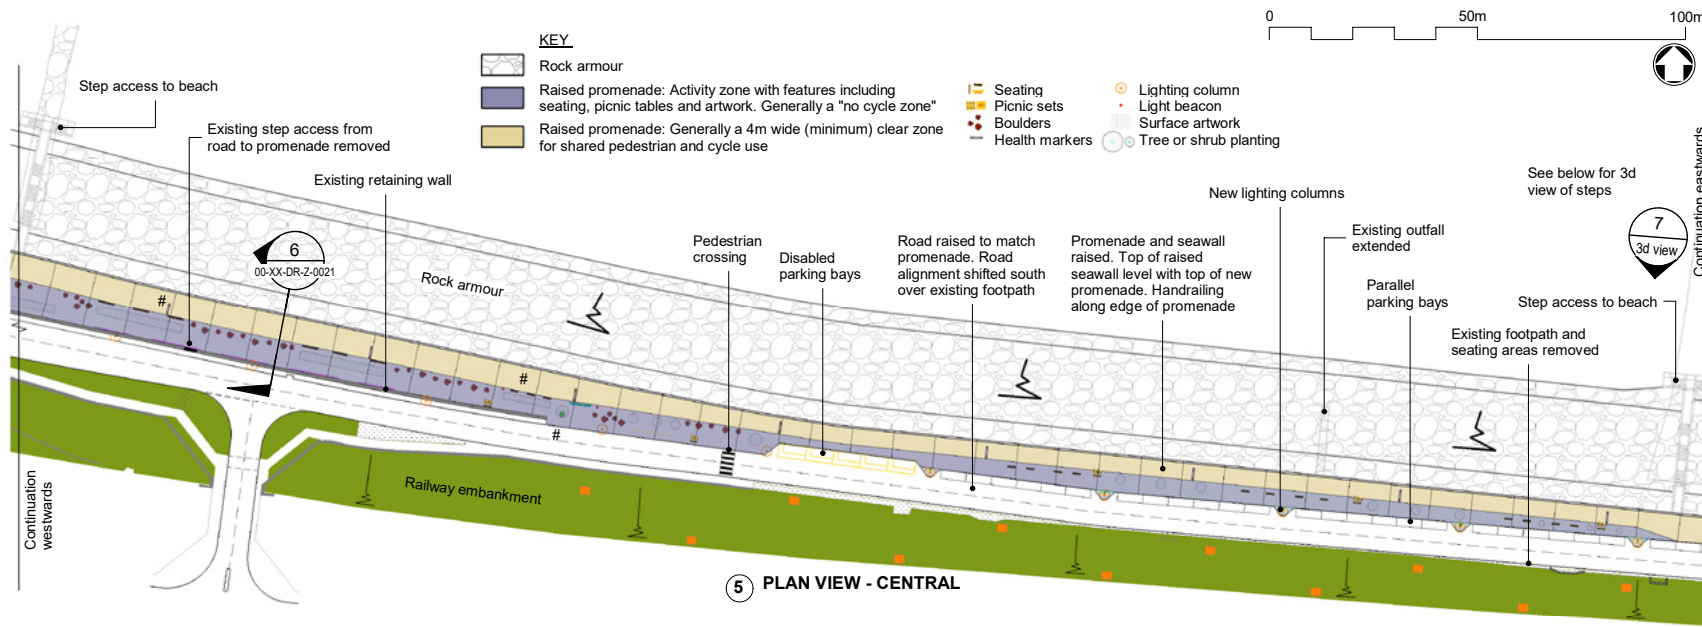 0
50m
100m
KEY
Rock armour
Raised promenade: Activity zone with features including
seating, picnic tables and artwork. Generally a "no cycle zone"
Raised promenade: Generally a 4m wide (minimum) clear zone
for shared pedestrian and cycle use
Seating
Picnic sets
Boulders
Health markers
Lighting column
Light beacon
Surface artwork
Tree or shrub planting
Step access to beach
Existing step access from
road to promenade removed
Existing retaining wall
6
00-XX-DR-Z-0021
Rock armour
Pedestrian
crossing
Disabled
parking bays
Road raised to match
promenade. Road
alignment shifted south
over existing footpath
Promenade and seawall
raised. Top of raised
seawall level with top of new
promenade. Handrailing
along edge of promenade
New lighting columns
Existing outfall
extended
Parallel
parking bays
See below for 3d
view of steps
7
3d view
Continuation eastwards
Step access to beach
Existing footpath and
seating areas removed
#
#
#
Railway embankment
Continuation
westwards
5 PLAN VIEW - CENTRAL